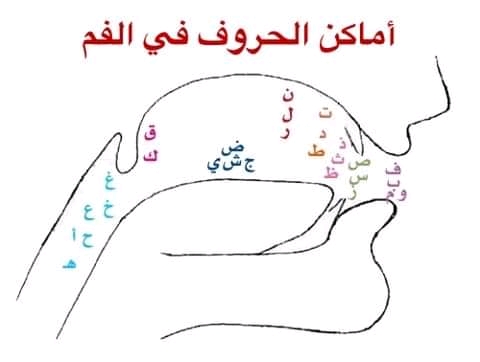 أماكن الحروف في الفم
ف
ب
و م
ص
س
ز
ذ
ث
ظ
ت
د
ط
ن
ل
ر
ض
ج ش ي
ق
ك
غ
خ
ع
ح
أ
هـ